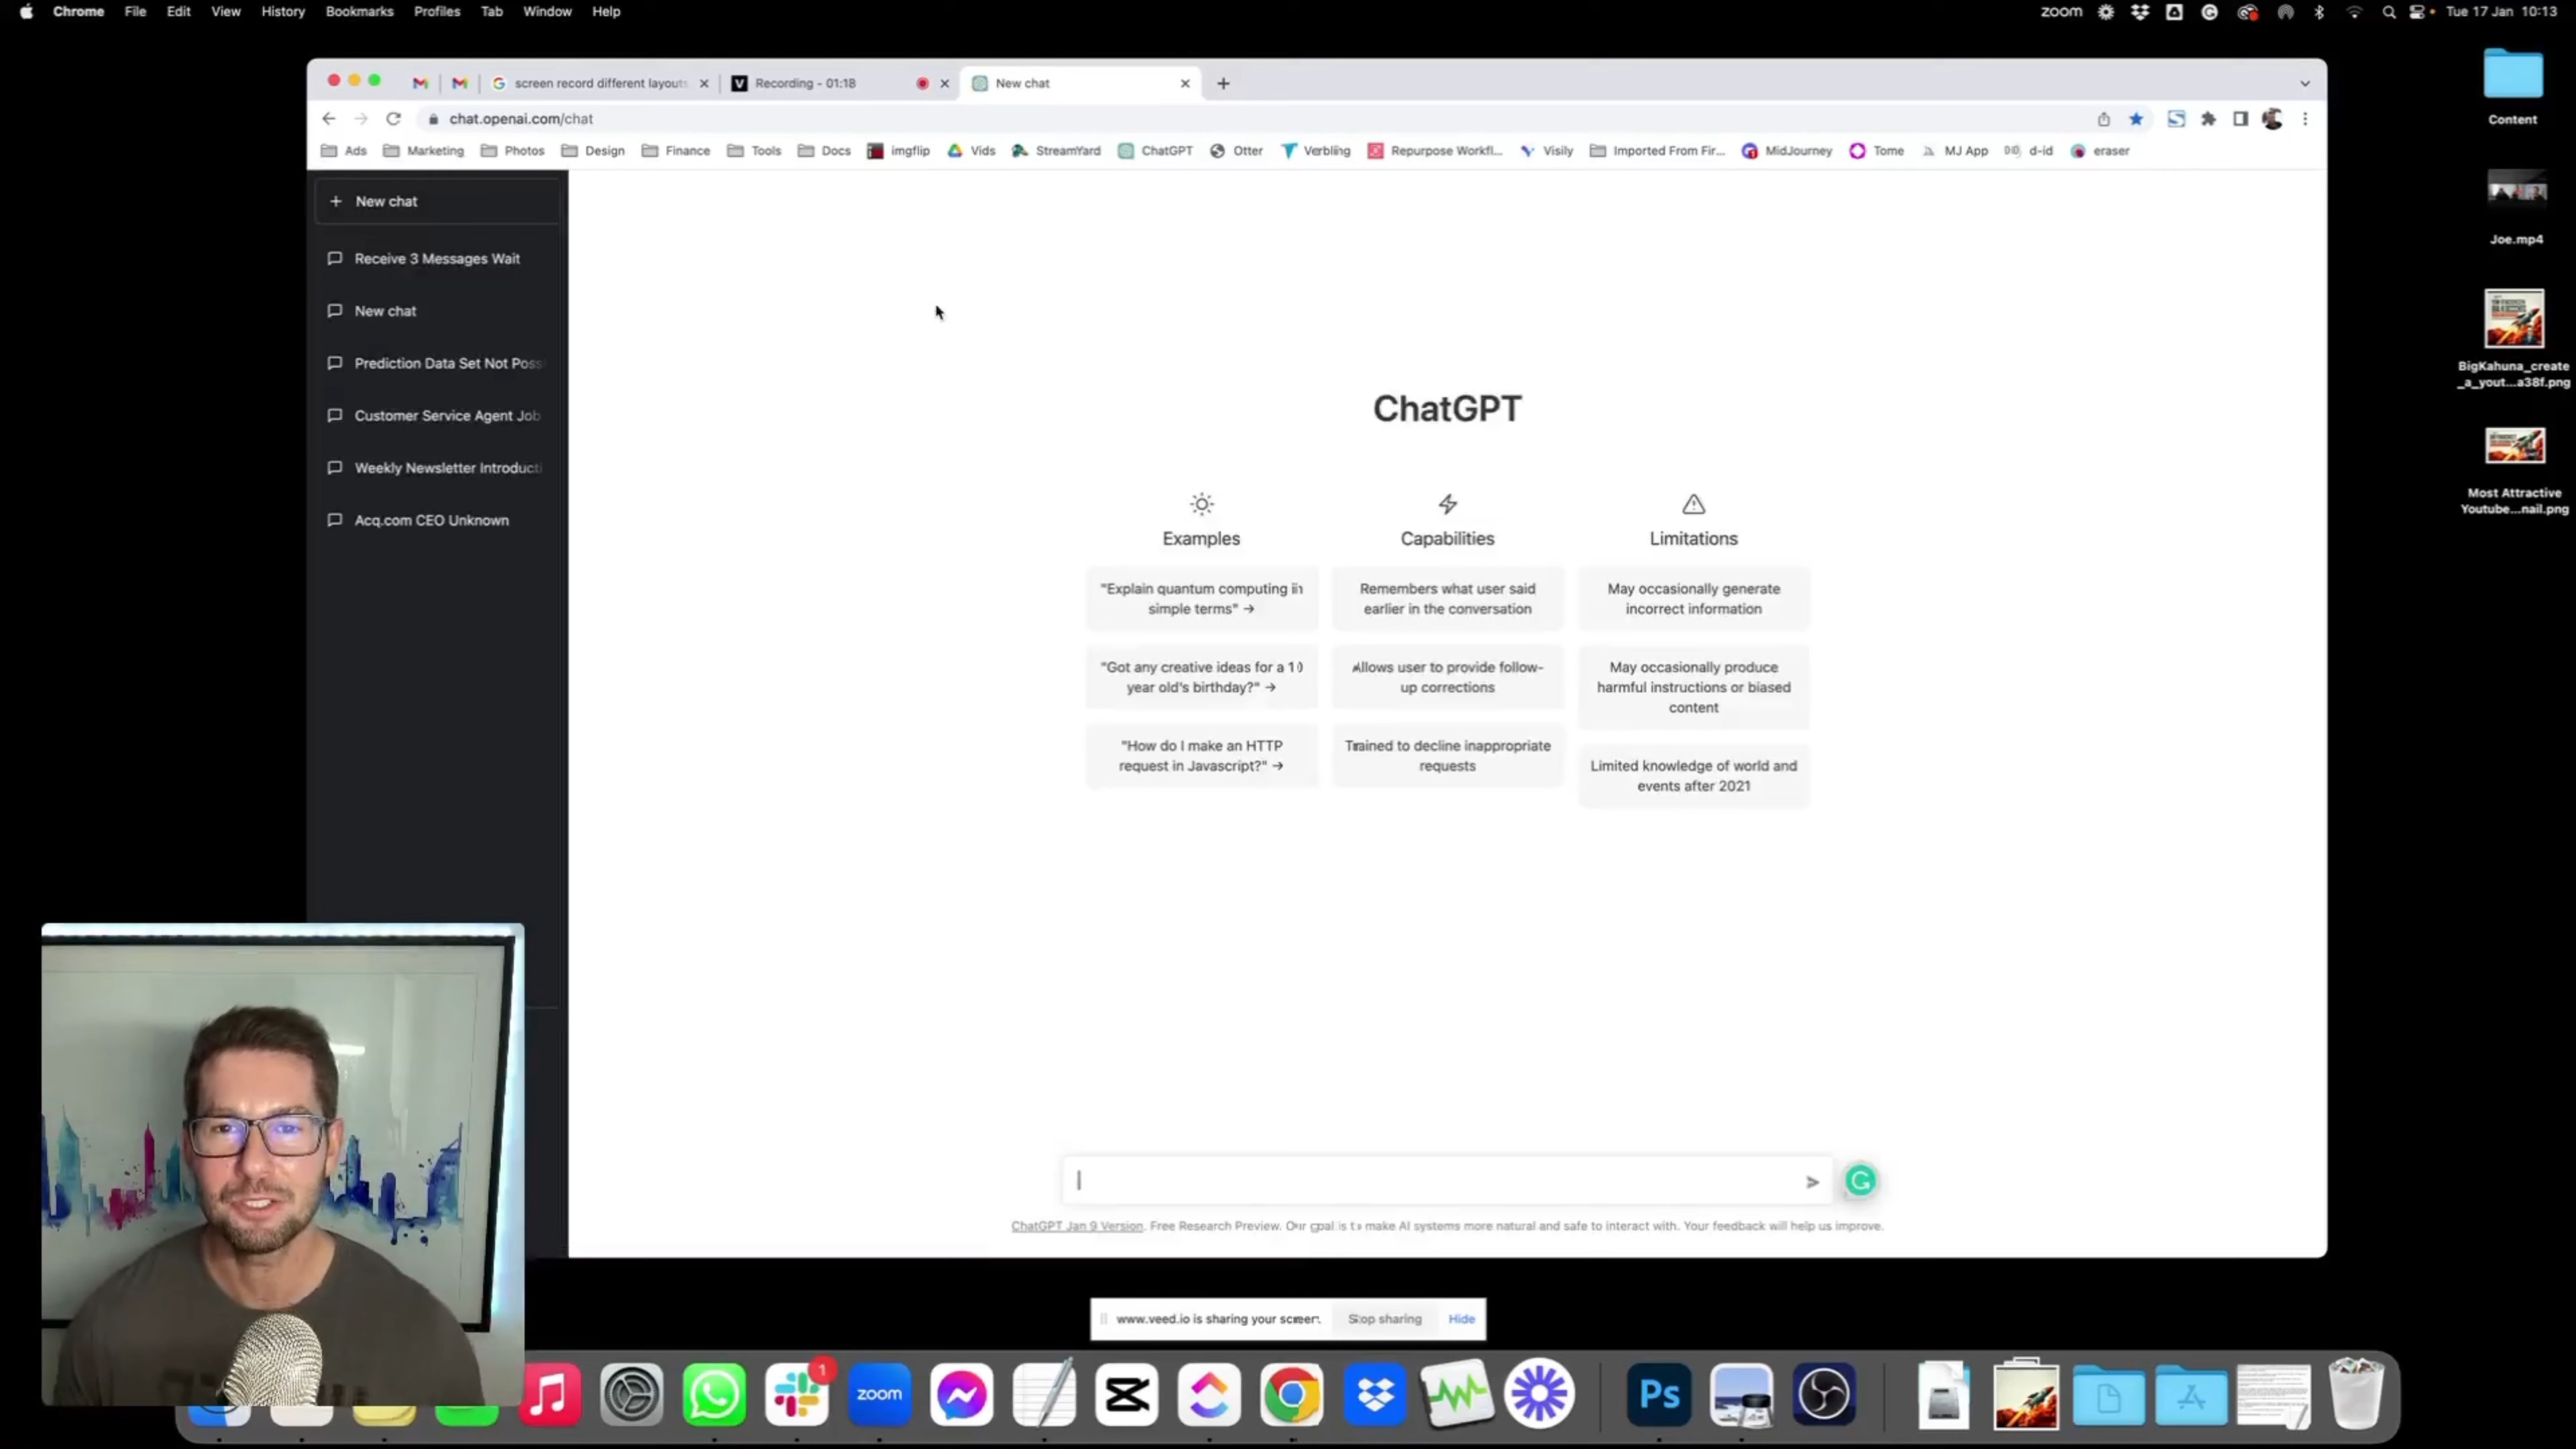 Chrome File Edit View History Bookmarks Profiles Tab Window Help
zoom Tue 17 Jan 10:13
screen record different layouts
Recording - 01:18
New chat
chat.openai.com/chat
Ads Marketing Photos Design Finance Tools Docs imgflip Vids StreamYard ChatGPT Otter Verbling Repurpose Workfl... Visily Imported From Fir... MidJourney Tome MJ App d-id eraser
New chat
Receive 3 Messages Wait
New chat
Prediction Data Set Not Poss
Customer Service Agent Job
Weekly Newsletter Introducti
Acq.com CEO Unknown
ChatGPT
Examples
"Explain quantum computing in
simple terms" →
"Got any creative ideas for a 10
year old's birthday?" →
"How do I make an HTTP
request in Javascript?" →
Capabilities
Remembers what user said
earlier in the conversation
Allows user to provide follow-
up corrections
Trained to decline inappropriate
requests
Limitations
May occasionally generate
incorrect information
May occasionally produce
harmful instructions or biased
content
Limited knowledge of world and
events after 2021
ChatGPT Jan 9 Version. Free Research Preview. Our goal is to make AI systems more natural and safe to interact with. Your feedback will help us improve.
Content
Joe.mp4
BigKahuna_create
_a_yout...a38f.png
Most Attractive
Youtube...nail.png
www.veed.io is sharing your screen.
Stop sharing
Hide
1
zoom
Ps